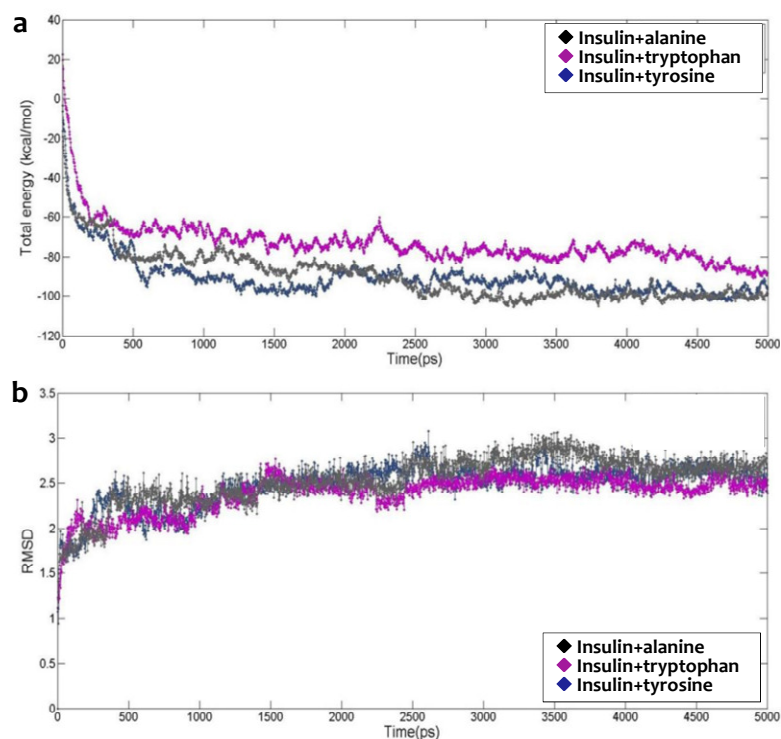 a
40
20
0
-20
-40
-60
-80
-100
-120
Total energy (kcal/mol)
Insulin+alanine
Insulin+tryptophan
Insulin+tyrosine
0 500 1000 1500 2000 2500 3000 3500 4000 4500 5000
Time(ps)
b
3.5
3
2.5
2
1.5
1
0.5
0
RMSD
Insulin+alanine
Insulin+tryptophan
Insulin+tyrosine
0 500 1000 1500 2000 2500 3000 3500 4000 4500 5000
Time(ps)